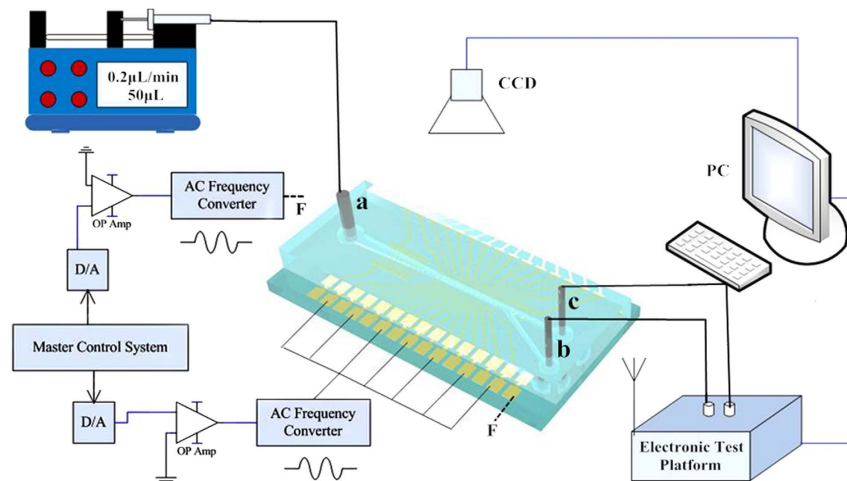 0.2µL/min
50µL
CCD
PC
AC Frequency
Converter
F
OP Amp
a
D/A
c
b
Master Control System
D/A
AC Frequency
Converter
OP Amp
F
Electronic Test
Platform